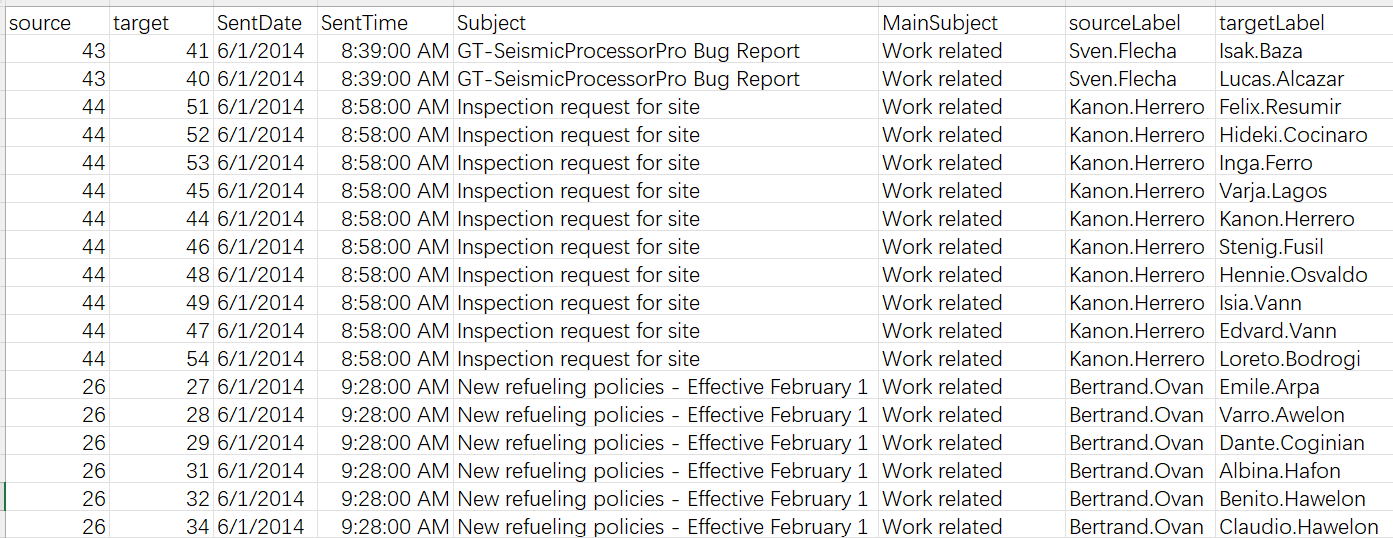 source target SentDate SentTime Subject MainSubject sourceLabel targetLabel
43 41 6/1/2014 8:39:00 AM GT-SeismicProcessorPro Bug Report Work related Sven.Flecha Isak.Baza
43 40 6/1/2014 8:39:00 AM GT-SeismicProcessorPro Bug Report Work related Sven.Flecha Lucas.Alcazar
44 51 6/1/2014 8:58:00 AM Inspection request for site Work related Kanon.Herrero Felix.Resumir
44 52 6/1/2014 8:58:00 AM Inspection request for site Work related Kanon.Herrero Hideki.Cocinaro
44 53 6/1/2014 8:58:00 AM Inspection request for site Work related Kanon.Herrero Inga.Ferro
44 45 6/1/2014 8:58:00 AM Inspection request for site Work related Kanon.Herrero Varja.Lagos
44 44 6/1/2014 8:58:00 AM Inspection request for site Work related Kanon.Herrero Kanon.Herrero
44 46 6/1/2014 8:58:00 AM Inspection request for site Work related Kanon.Herrero Stenig.Fusil
44 48 6/1/2014 8:58:00 AM Inspection request for site Work related Kanon.Herrero Hennie.Osvaldo
44 49 6/1/2014 8:58:00 AM Inspection request for site Work related Kanon.Herrero Isia.Vann
44 47 6/1/2014 8:58:00 AM Inspection request for site Work related Kanon.Herrero Edvard.Vann
44 54 6/1/2014 8:58:00 AM Inspection request for site Work related Kanon.Herrero Loreto.Bodrogi
26 27 6/1/2014 9:28:00 AM New refueling policies - Effective February 1 Work related Bertrand.Ovan Emile.Arpa
26 28 6/1/2014 9:28:00 AM New refueling policies - Effective February 1 Work related Bertrand.Ovan Varro.Awelon
26 29 6/1/2014 9:28:00 AM New refueling policies - Effective February 1 Work related Bertrand.Ovan Dante.Coginian
26 31 6/1/2014 9:28:00 AM New refueling policies - Effective February 1 Work related Bertrand.Ovan Albina.Hafon
26 32 6/1/2014 9:28:00 AM New refueling policies - Effective February 1 Work related Bertrand.Ovan Benito.Hawelon
26 34 6/1/2014 9:28:00 AM New refueling policies - Effective February 1 Work related Bertrand.Ovan Claudio.Hawelon